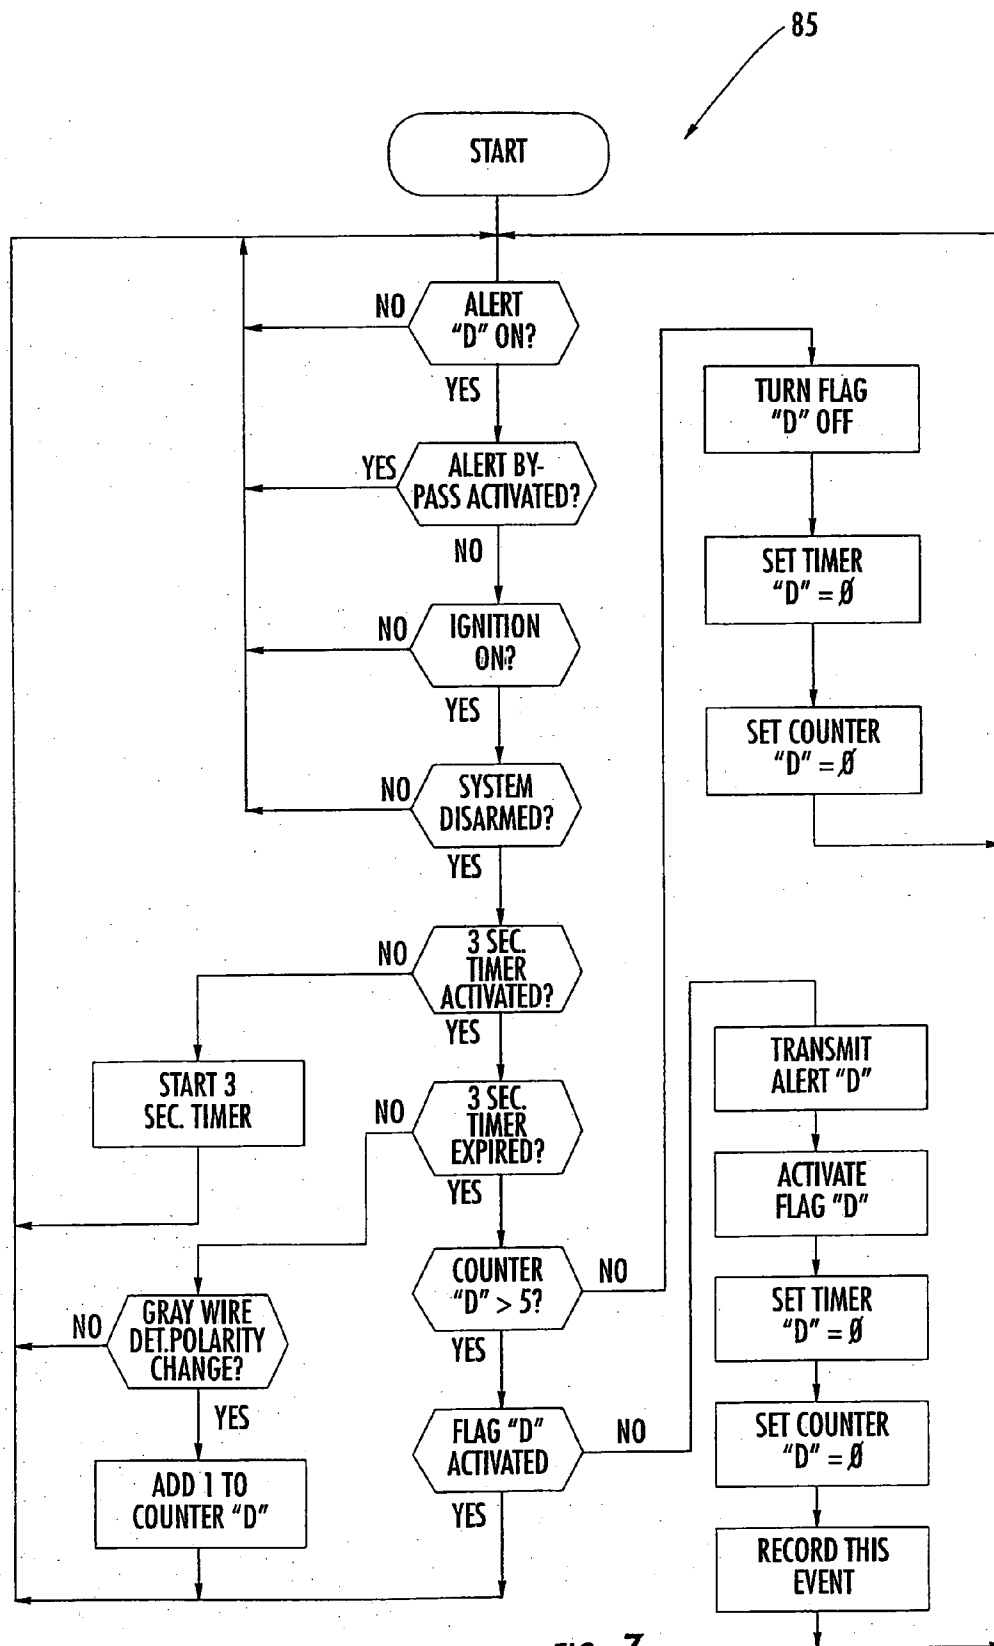 85
START
NO
ALERT
"D" ON?
YES
YES
ALERT BY-
PASS ACTIVATED?
NO
NO
IGNITION
ON?
YES
NO
SYSTEM
DISARMED?
YES
NO
3 SEC.
TIMER
ACTIVATED?
YES
START 3
SEC. TIMER
NO
3 SEC.
TIMER
EXPIRED?
YES
COUNTER
"D" > 5?
NO
YES
NO
GRAY WIRE
DET.POLARITY
CHANGE?
YES
ADD 1 TO
COUNTER "D"
FLAG "D"
ACTIVATED
NO
YES
TURN FLAG
"D" OFF
SET TIMER
"D" = Ø
SET COUNTER
"D" = Ø
TRANSMIT
ALERT "D"
ACTIVATE
FLAG "D"
SET TIMER
"D" = Ø
SET COUNTER
"D" = Ø
RECORD THIS
EVENT